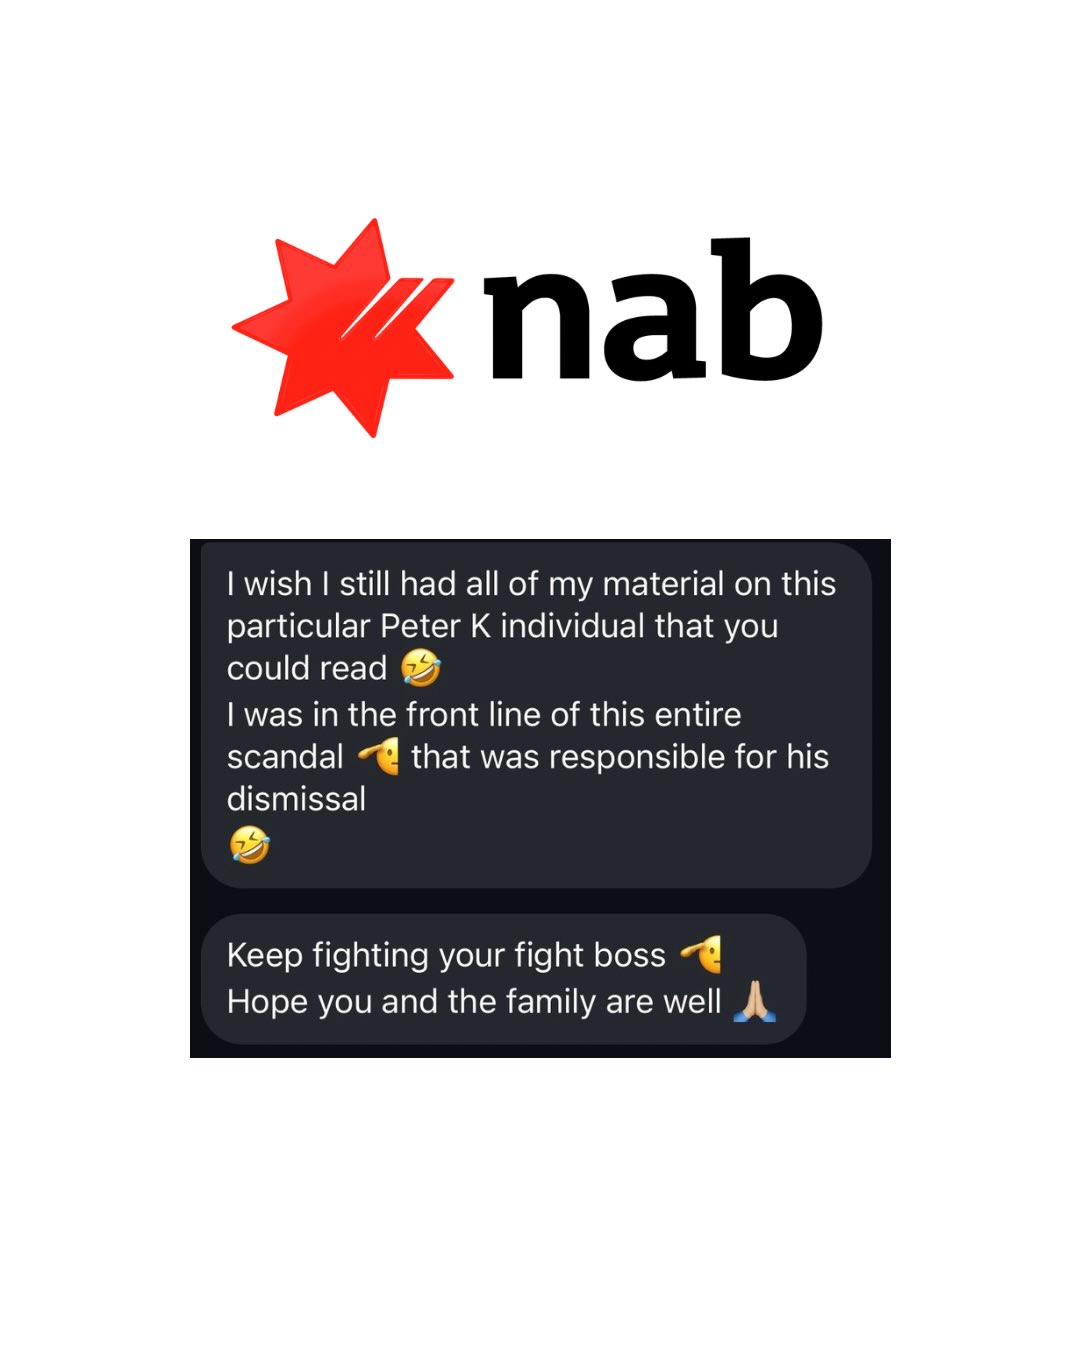 nab
I wish I still had all of my material on this
particular Peter K individual that you
could read 🤣
I was in the front line of this entire
scandal 🫡 that was responsible for his
dismissal
🤣
Keep fighting your fight boss 🫡
Hope you and the family are well 🙏🏼